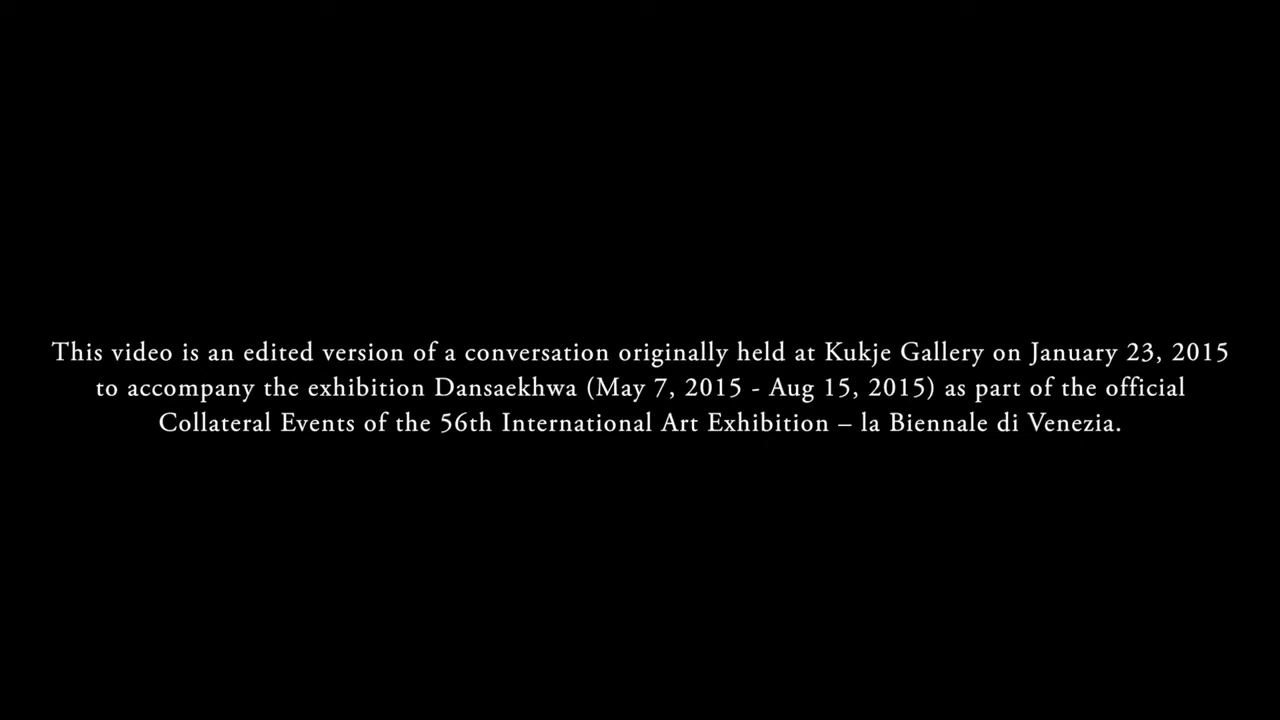 This video is an edited version of a conversation originally held at Kukje Gallery on January 23, 2015
to accompany the exhibition Dansaekhwa (May 7, 2015 - Aug 15, 2015) as part of the official
Collateral Events of the 56th International Art Exhibition – la Biennale di Venezia.